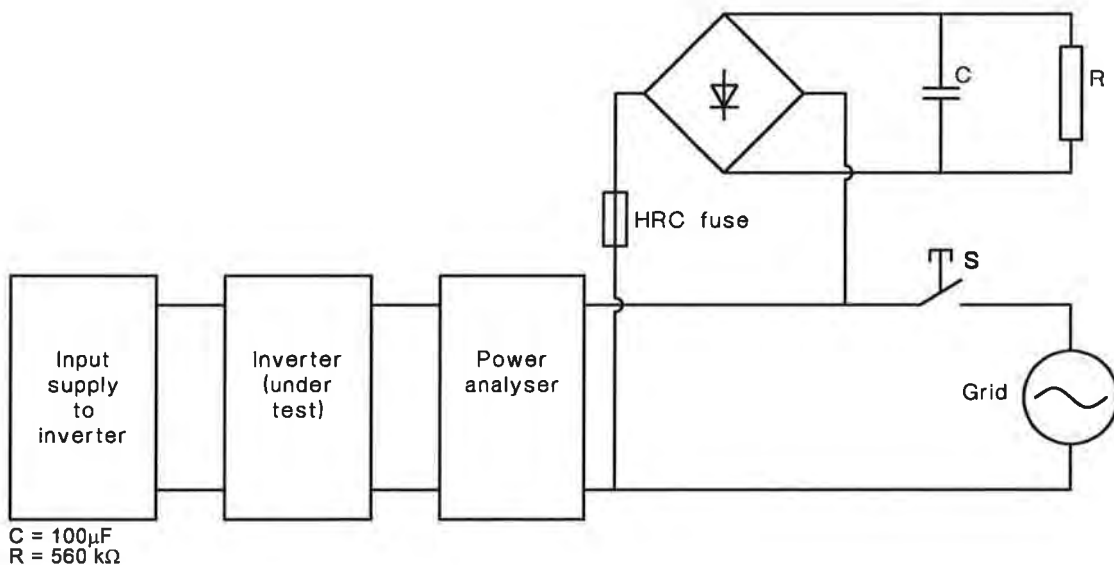 C
R
HRC fuse
S
Input
supply
to
inverter
Inverter
(under
test)
Power
analyser
Grid
C = 100µF
R = 560 kΩ